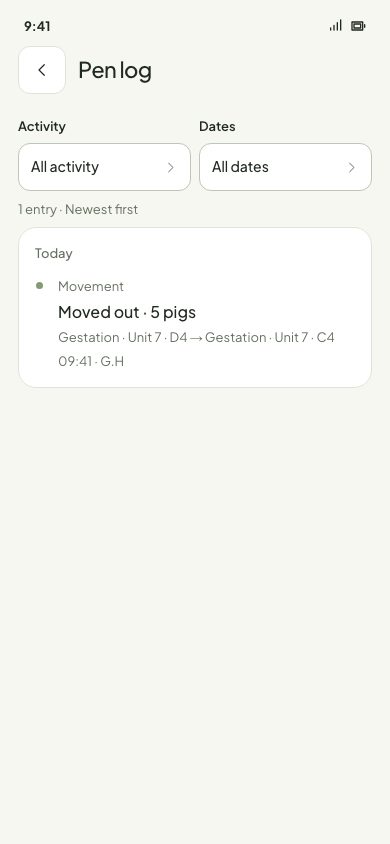 9:41
Pen log
Activity
Dates
All activity
All dates
1 entry · Newest first
Today
Movement
Moved out · 5 pigs
Gestation · Unit 7 · D4 → Gestation · Unit 7 · C4
09:41 · G.H